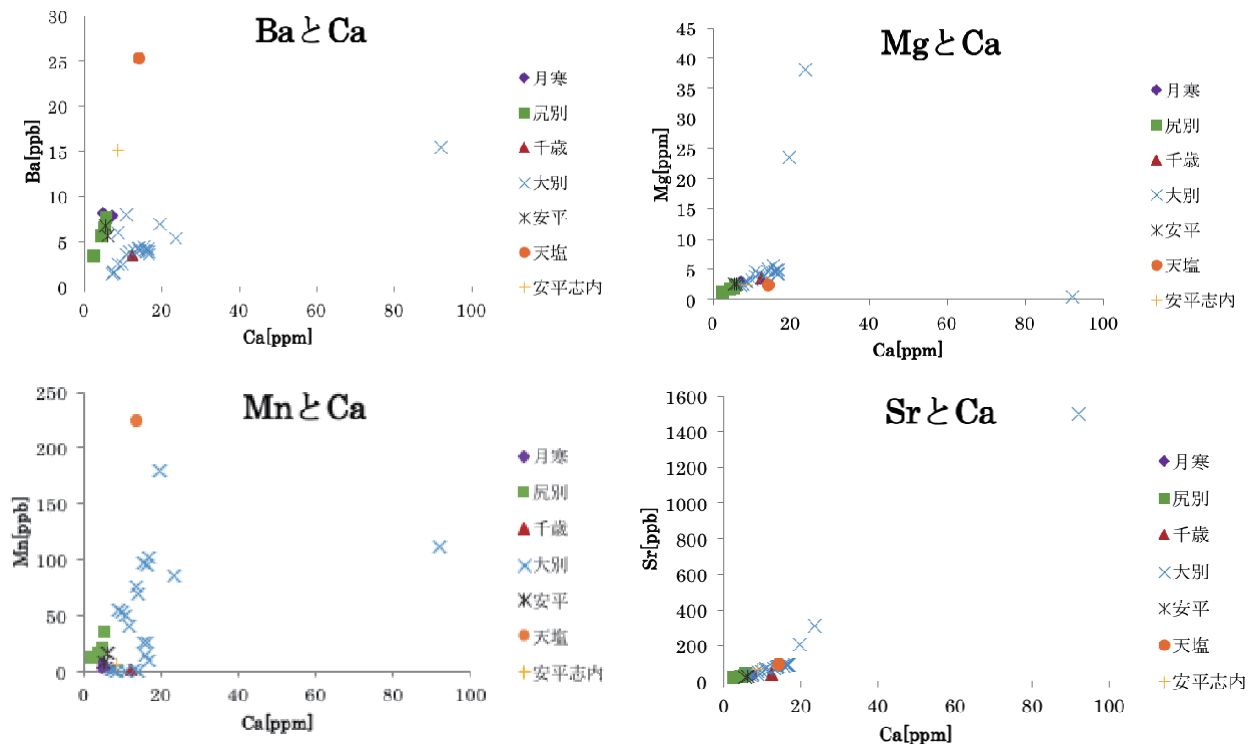 BaとCa
30
25
20
15
10
5
0
Ba[ppb]
0 20 40 60 80 100
Ca[ppm]
月寒
尻別
千歳
大別
安平
天塩
安平志内
MgとCa
45
40
35
30
25
20
15
10
5
0
Mg[ppm]
0 20 40 60 80 100
Ca[ppm]
月寒
尻別
千歳
大別
安平
天塩
安平志内
MnとCa
250
200
150
100
50
0
Mn[ppb]
0 20 40 60 80 100
Ca[ppm]
月寒
尻別
千歳
大別
安平
天塩
安平志内
SrとCa
1600
1400
1200
1000
800
600
400
200
0
Sr[ppb]
0 20 40 60 80 100
Ca[ppm]
月寒
尻別
千歳
大別
安平
天塩
安平志内